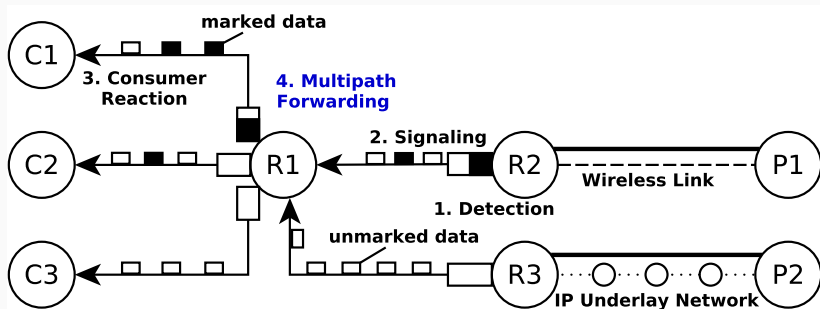 marked data
C1
3. Consumer
Reaction
4. Multipath
Forwarding
2. Signaling
C2
R1
R2
P1
Wireless Link
1. Detection
unmarked data
C3
R3
P2
IP Underlay Network